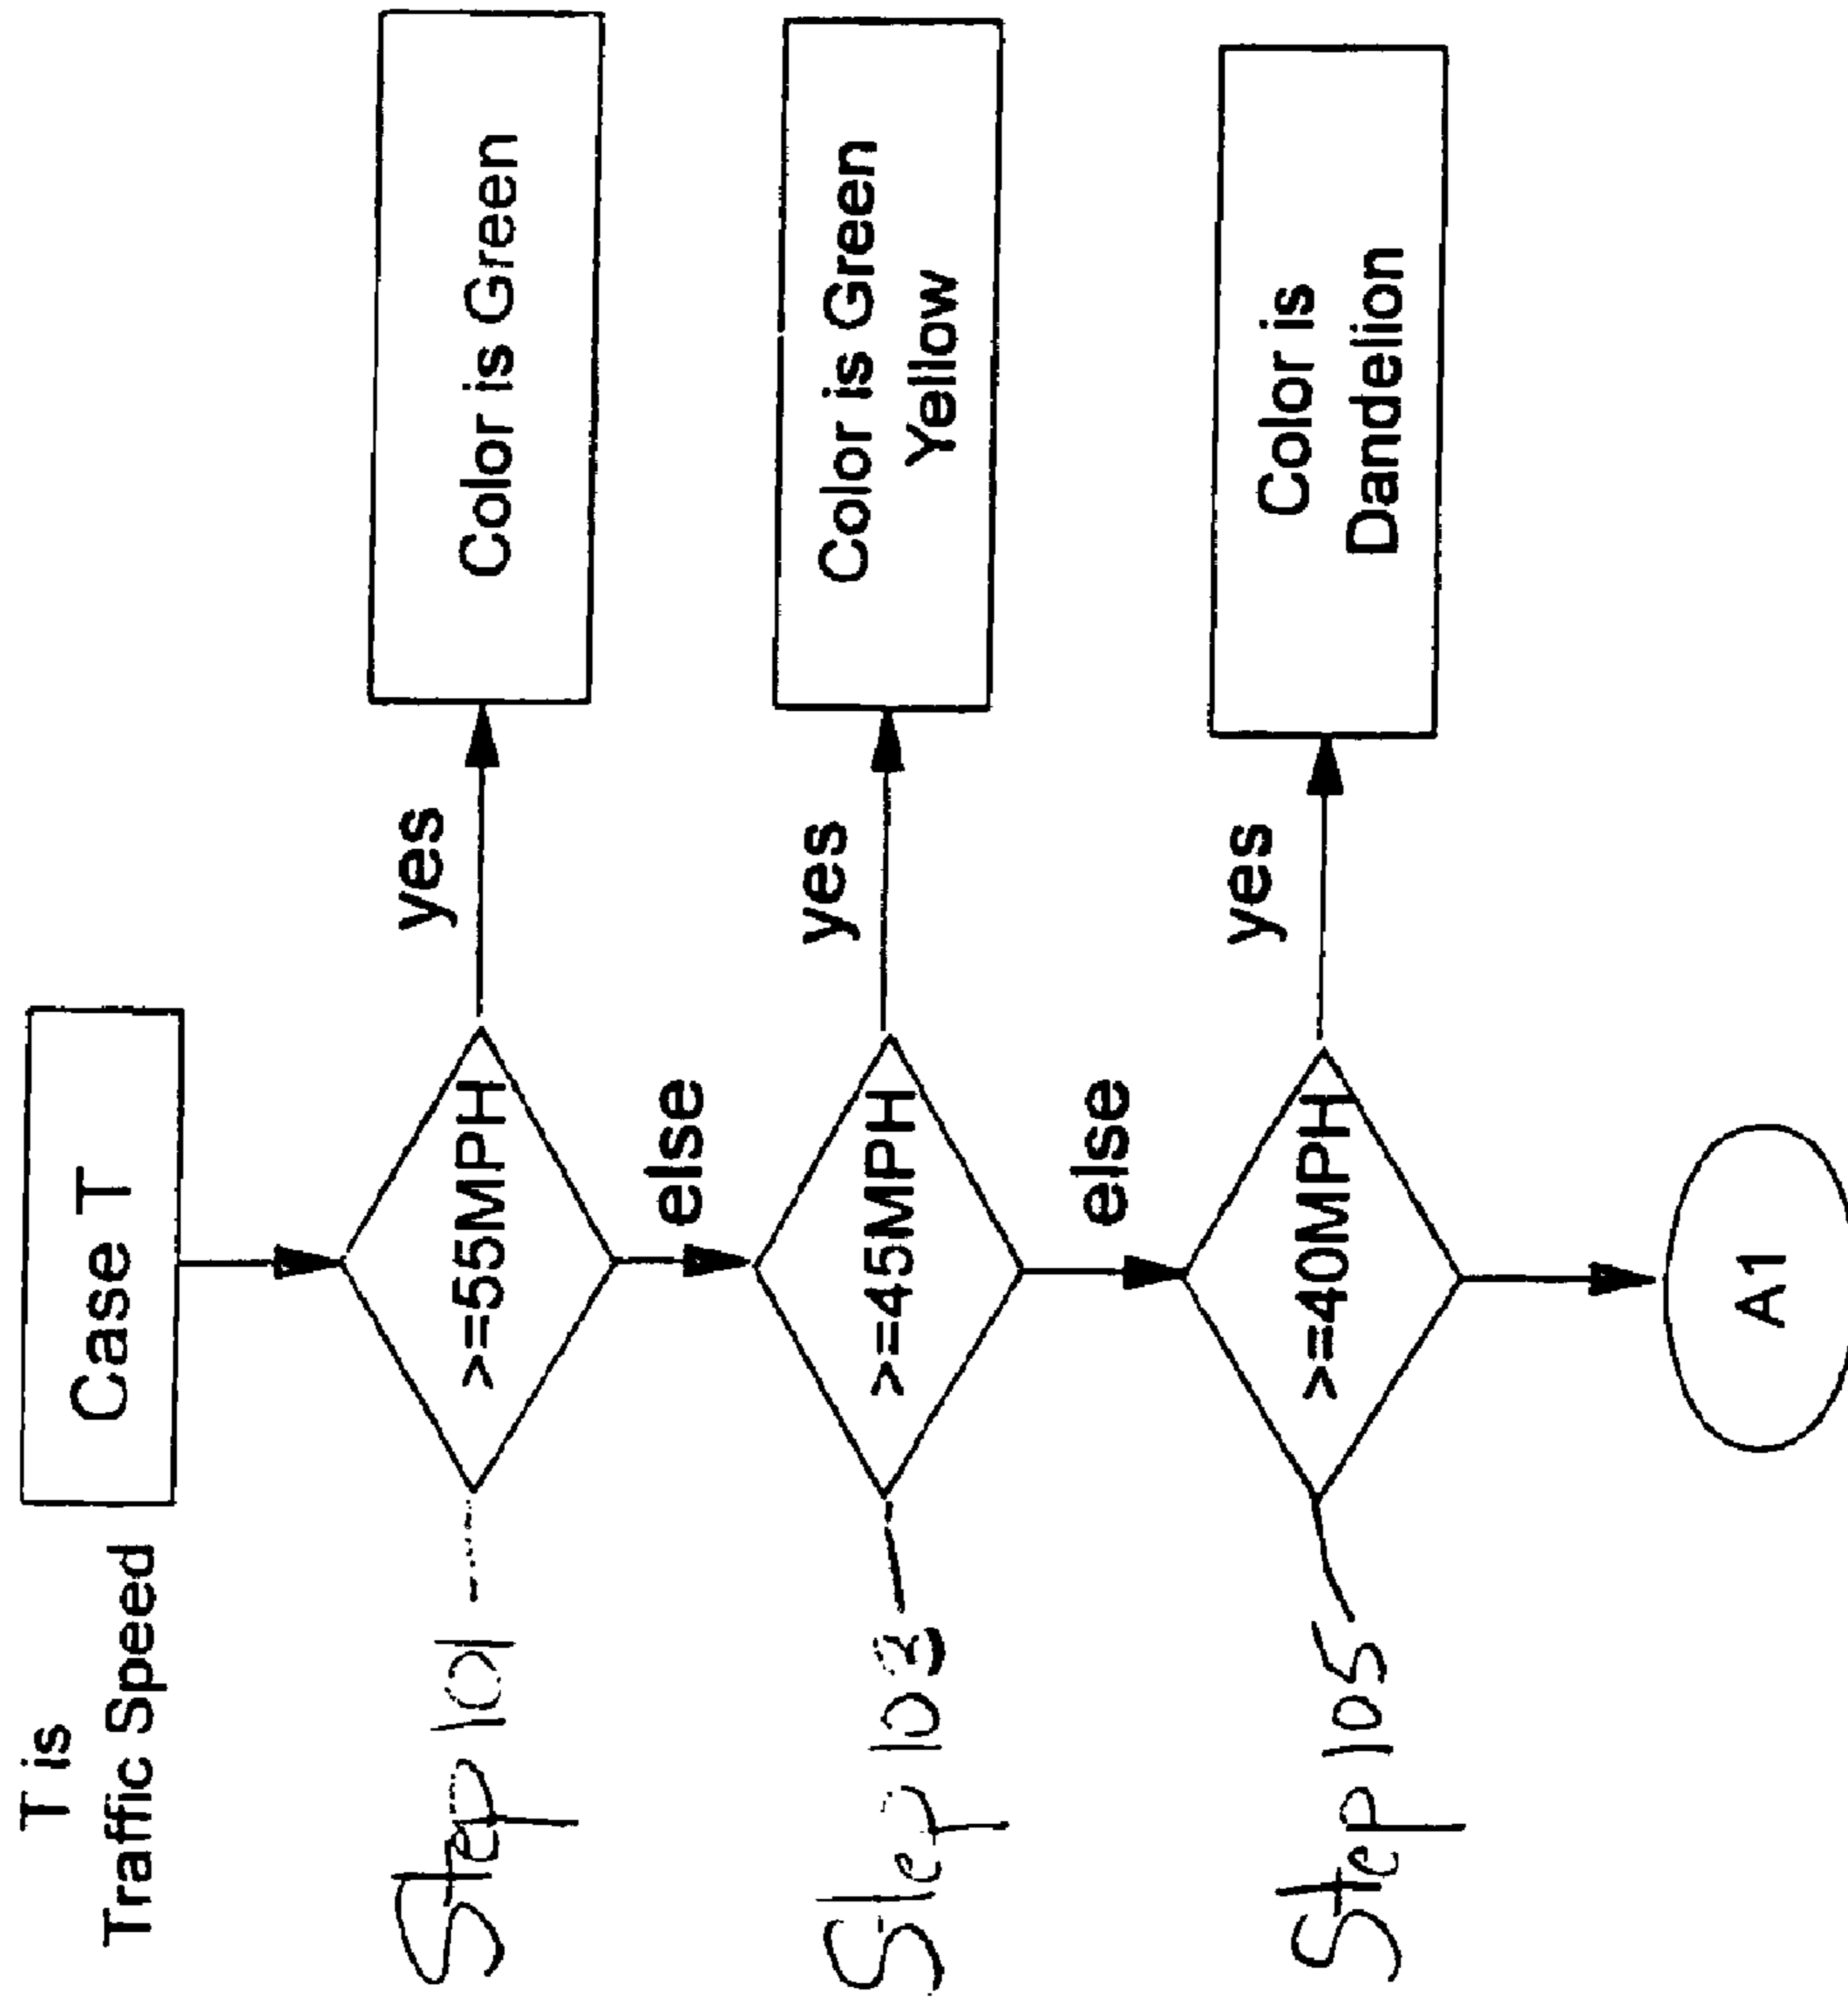 T is
Traffic Speed
Case T
Step 101
>=55MPH
yes
Color is Green
else
Step 103
>=45MPH
yes
Color is Green
Yellow
else
Step 105
>=40MPH
yes
Color is
Dandelion
A1